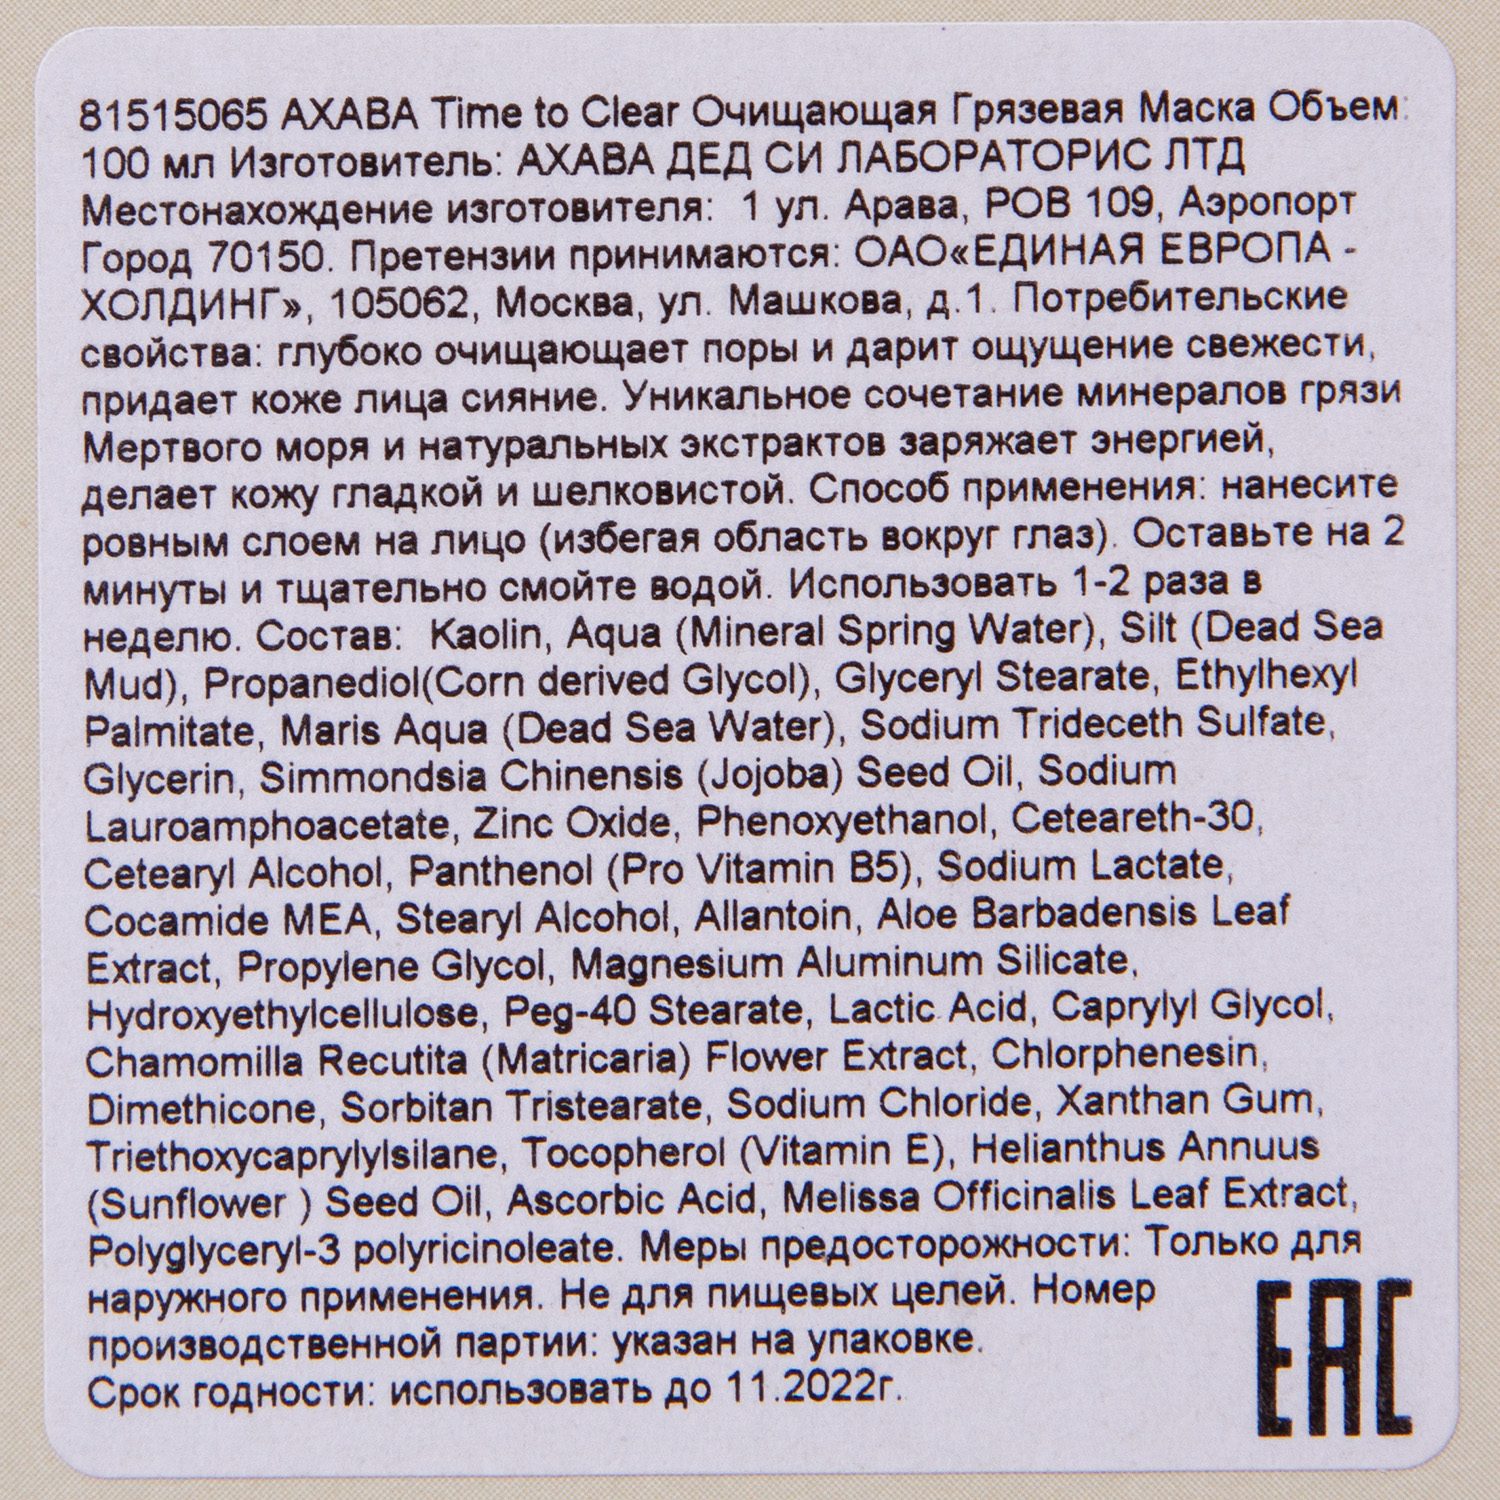 81515065 АХАВА Time to Clear Очищающая Грязевая Маска Объем:
100 мл Изготовитель: АХАВА ДЕД СИ ЛАБОРАТОРИС ЛТД
Местонахождение изготовителя: 1 ул. Арава, РОВ 109, Аэропорт
Город 70150. Претензии принимаются: ОАО«ЕДИНАЯ ЕВРОПА -
ХОЛДИНГ», 105062, Москва, ул. Машкова, д.1. Потребительские
свойства: глубоко очищающает поры и дарит ощущение свежести,
придает коже лица сияние. Уникальное сочетание минералов грязи
Мертвого моря и натуральных экстрактов заряжает энергией,
делает кожу гладкой и шелковистой. Способ применения: нанесите
ровным слоем на лицо (избегая область вокруг глаз). Оставьте на 2
минуты и тщательно смойте водой. Использовать 1-2 раза в
неделю. Состав: Kaolin, Aqua (Mineral Spring Water), Silt (Dead Sea
Mud), Propanediol(Corn derived Glycol), Glyceryl Stearate, Ethylhexyl
Palmitate, Maris Aqua (Dead Sea Water), Sodium Trideceth Sulfate,
Glycerin, Simmondsia Chinensis (Jojoba) Seed Oil, Sodium
Lauroamphoacetate, Zinc Oxide, Phenoxyethanol, Ceteareth-30,
Cetearyl Alcohol, Panthenol (Pro Vitamin B5), Sodium Lactate,
Cocamide MEA, Stearyl Alcohol, Allantoin, Aloe Barbadensis Leaf
Extract, Propylene Glycol, Magnesium Aluminum Silicate,
Hydroxyethylcellulose, Peg-40 Stearate, Lactic Acid, Caprylyl Glycol,
Chamomilla Recutita (Matricaria) Flower Extract, Chlorphenesin,
Dimethicone, Sorbitan Tristearate, Sodium Chloride, Xanthan Gum,
Triethoxycaprylylsilane, Tocopherol (Vitamin E), Helianthus Annuus
(Sunflower ) Seed Oil, Ascorbic Acid, Melissa Officinalis Leaf Extract,
Polyglyceryl-3 polyricinoleate. Меры предосторожности: Только для
наружного применения. Не для пищевых целей. Номер
производственной партии: указан на упаковке.
Срок годности: использовать до 11.2022г.
EAC